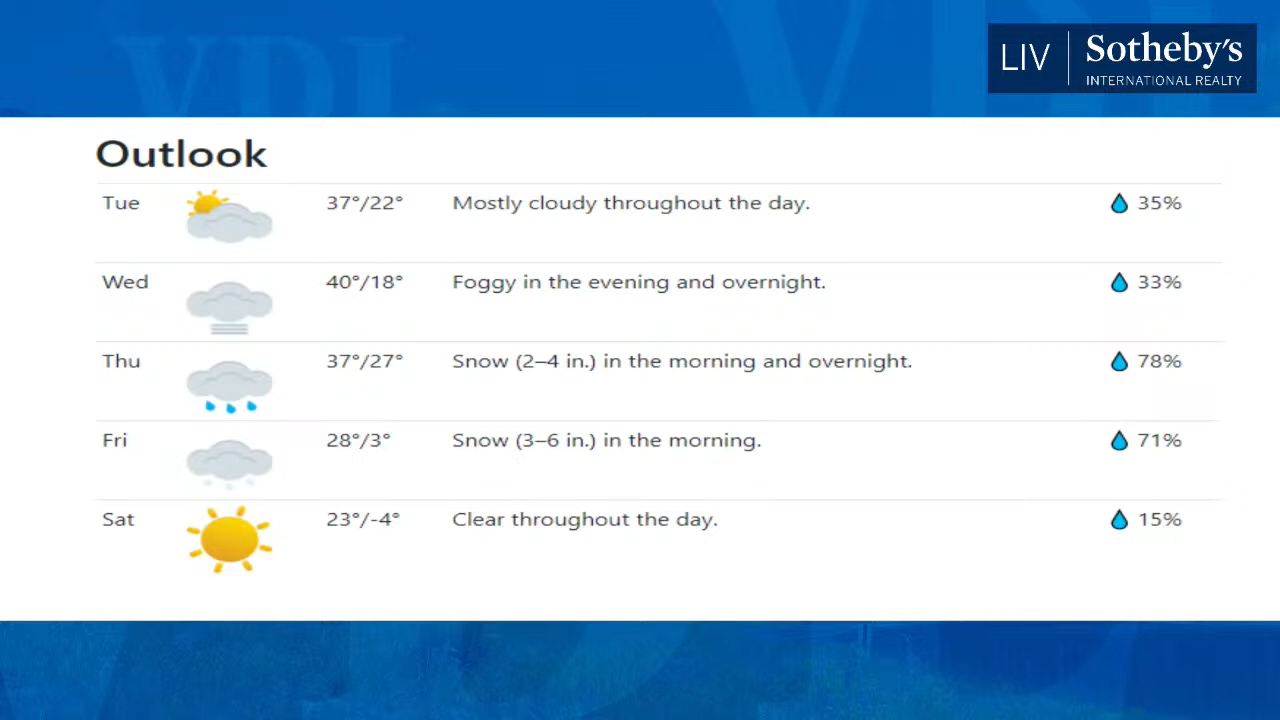 VDL
LIV
Sotheby's
INTERNATIONAL REALTY
Outlook
Tue 37°/22° Mostly cloudy throughout the day. 35%
Wed 40°/18° Foggy in the evening and overnight. 33%
Thu 37°/27° Snow (2–4 in.) in the morning and overnight. 78%
Fri 28°/3° Snow (3–6 in.) in the morning. 71%
Sat 23°/-4° Clear throughout the day. 15%